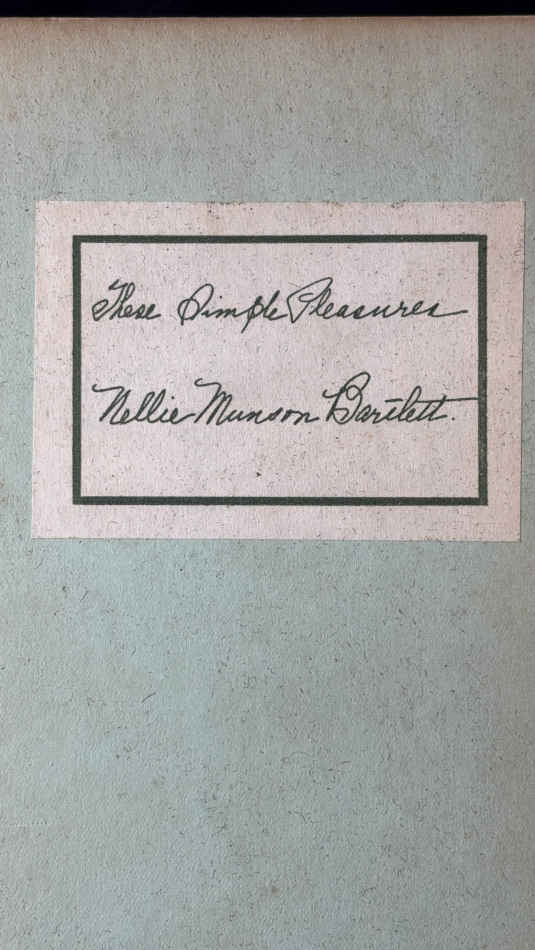 These Simple Pleasures
Nellie Munson Bartlett.